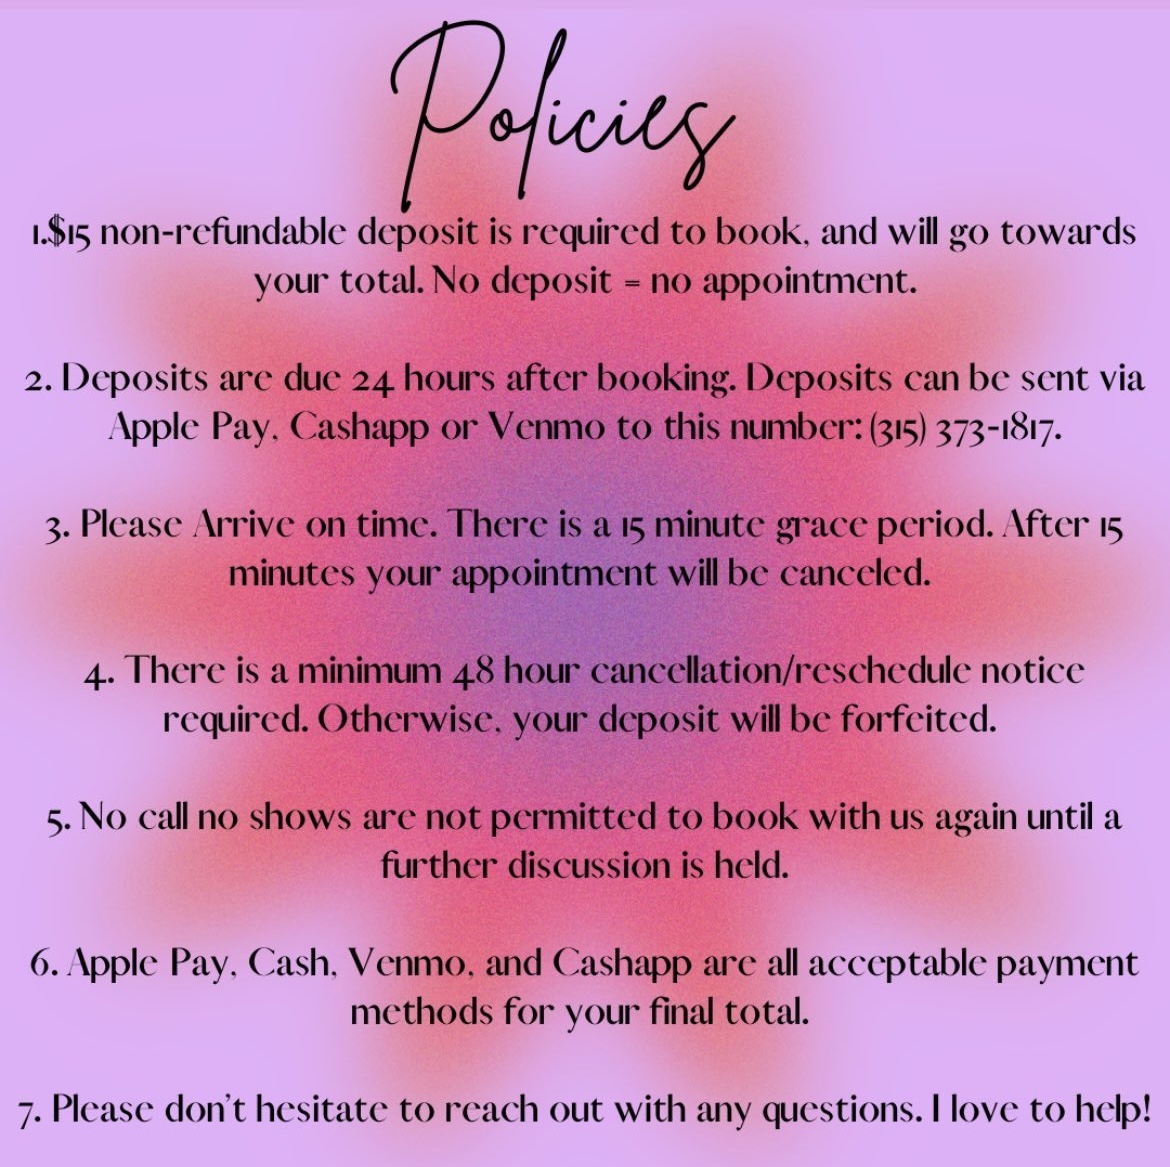 Policies
1.$15 non-refundable deposit is required to book, and will go towards
your total. No deposit = no appointment.
2. Deposits are due 24 hours after booking. Deposits can be sent via
Apple Pay, Cashapp or Venmo to this number: (315) 373-1817.
3. Please Arrive on time. There is a 15 minute grace period. After 15
minutes your appointment will be canceled.
4. There is a minimum 48 hour cancellation/reschedule notice
required. Otherwise, your deposit will be forfeited.
5. No call no shows are not permitted to book with us again until a
further discussion is held.
6. Apple Pay, Cash, Venmo, and Cashapp are all acceptable payment
methods for your final total.
7. Please don't hesitate to reach out with any questions. I love to help!